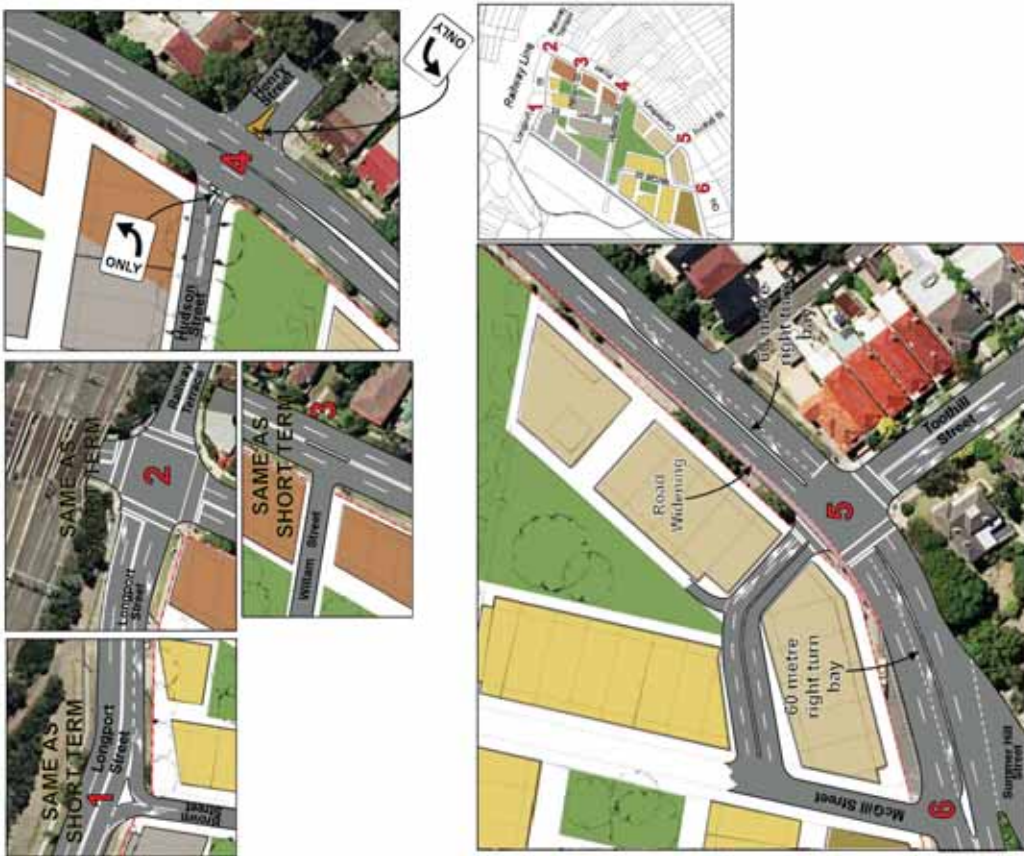 Henry
Street
4
ONLY
ONLY
Hudson
Street
SAME AS
SHORT TERM
2
Railway
Terrace
Longport
Street
SAME AS
SHORT TERM
3
William Street
SAME AS
SHORT TERM
1
Longport
Street
Brown
Street
Railway Line
Railway
Terrace
Longport
1
2
3
4
5
6
right turn
bay
Road
Widening
5
Toothill
Street
60 metre
right turn
bay
McGill Street
6
Summer Hill
Street